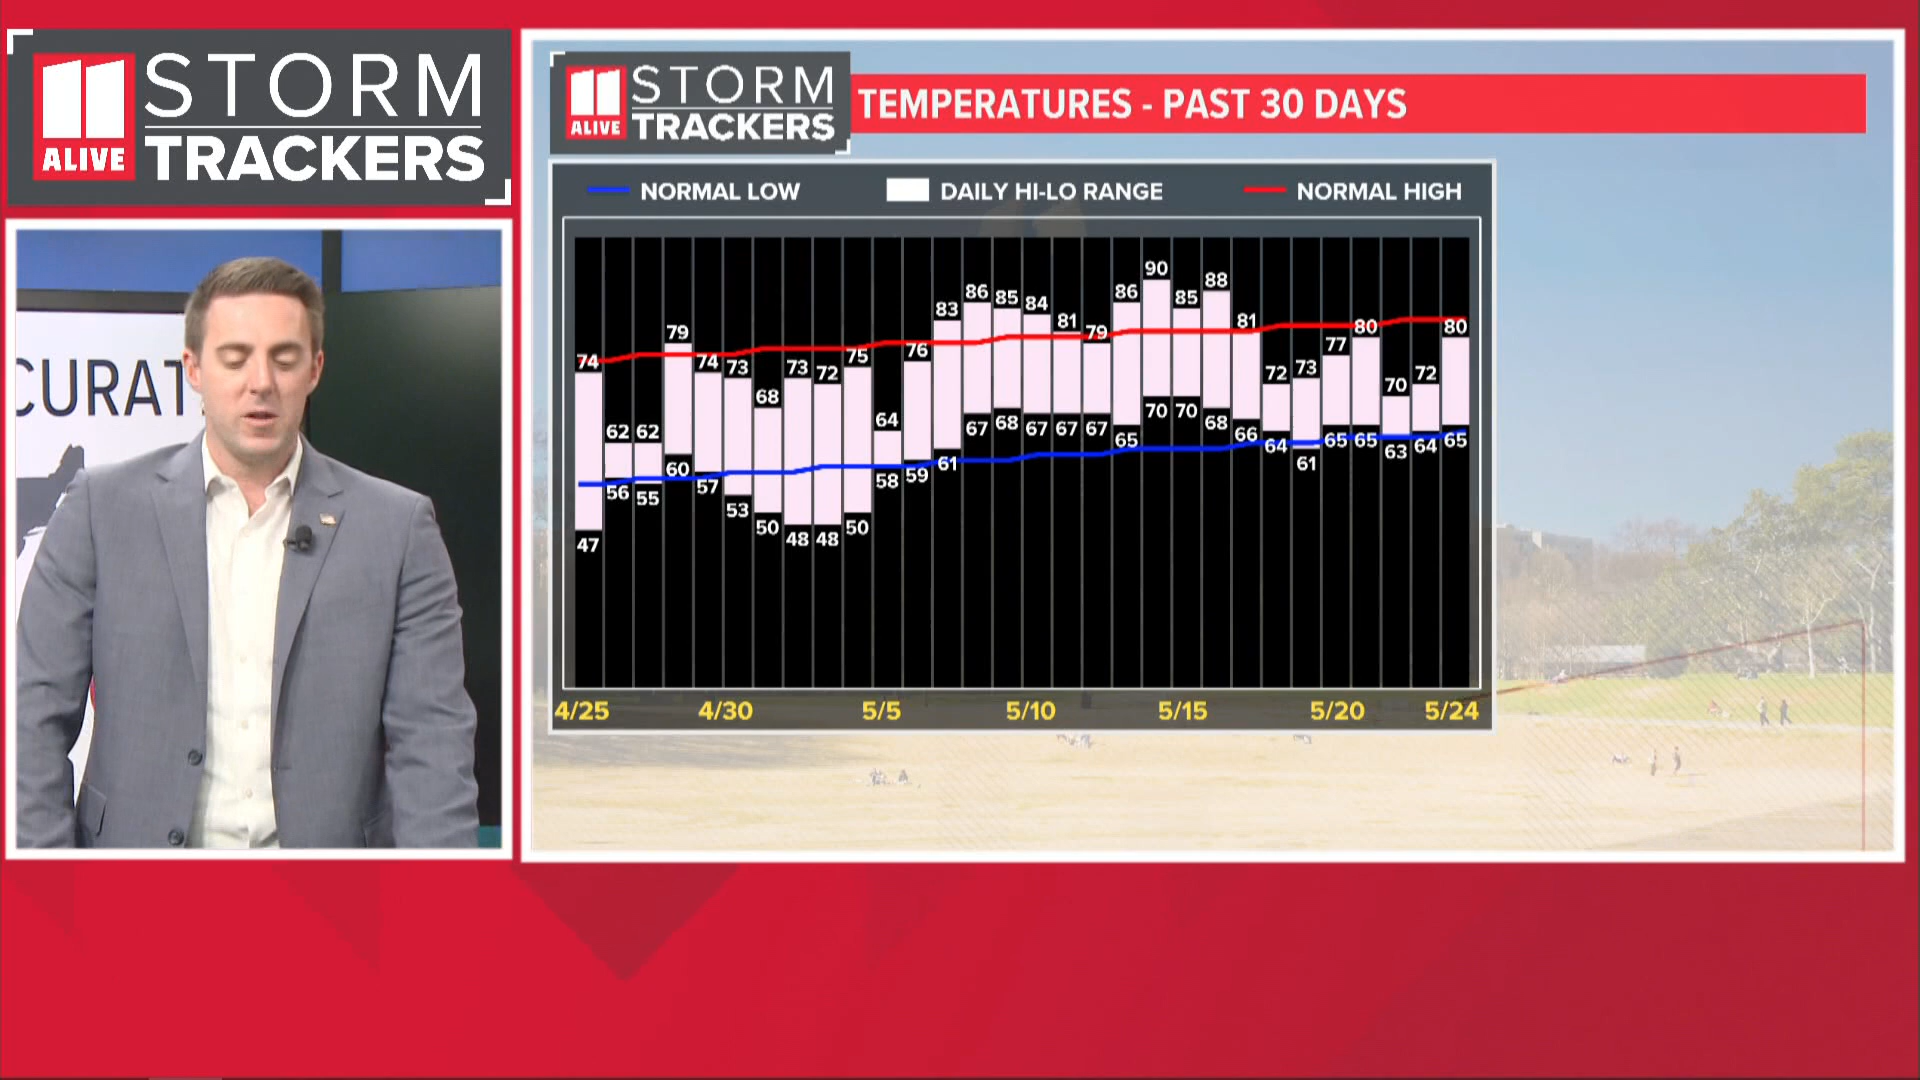 11 ALIVE STORM TRACKERS
11 ALIVE STORM TRACKERS
TEMPERATURES - PAST 30 DAYS
CURAT
NORMAL LOW DAILY HI-LO RANGE NORMAL HIGH
74 62 62 79 74 73 68 73 72 75 64 76 83 86 85 84 81 79 86 90 85 88 81 72 73 77 80 70 72 80
47 56 55 60 57 53 50 48 48 50 58 59 61 67 68 67 67 67 65 70 70 68 66 64 61 65 65 63 64 65
4/25 4/30 5/5 5/10 5/15 5/20 5/24